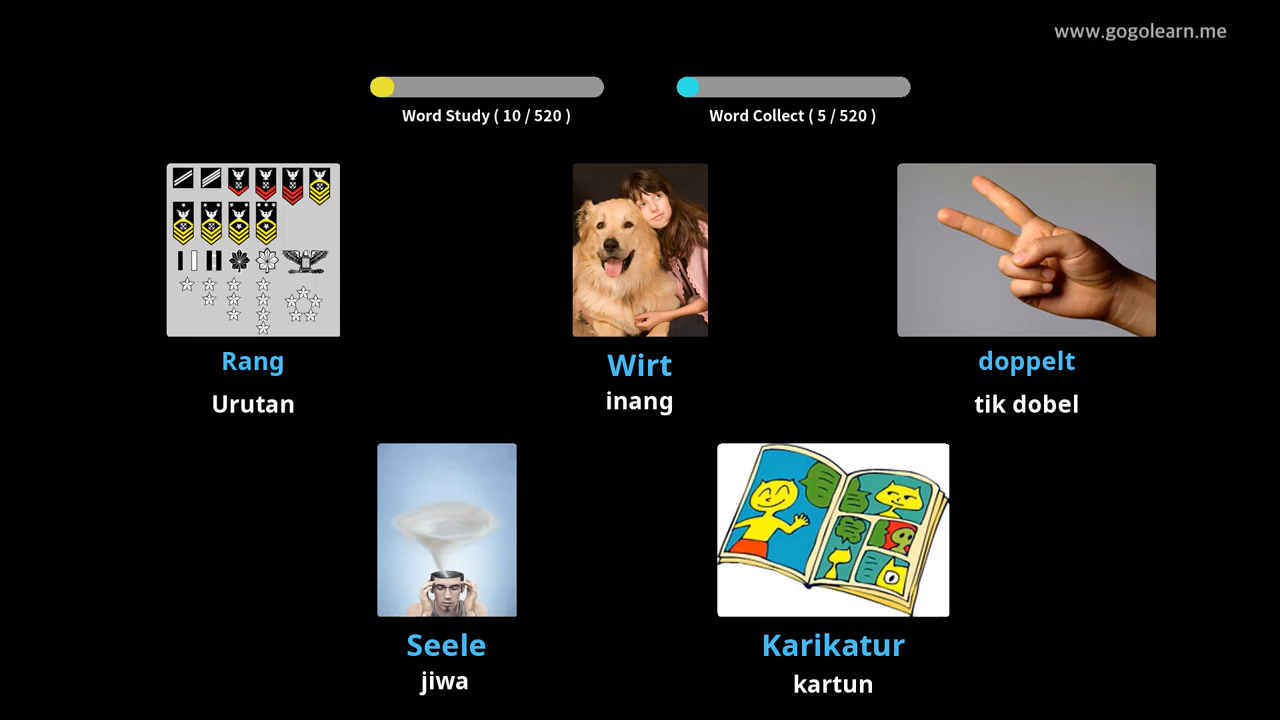 www.gogolearn.me
Word Study ( 10 / 520 )
Word Collect ( 5 / 520 )
Rang
Urutan
Wirt
inang
doppelt
tik dobel
Seele
jiwa
Karikatur
kartun